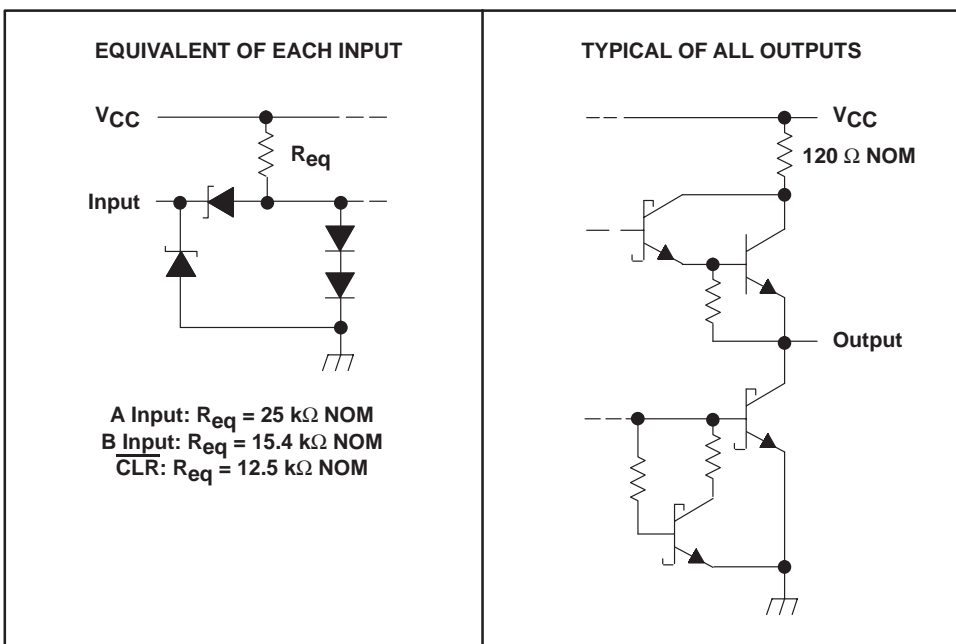 EQUIVALENT OF EACH INPUT
VCC
Req
Input
A Input: Req = 25 kΩ NOM
B Input: Req = 15.4 kΩ NOM
C̅L̅R̅: Req = 12.5 kΩ NOM
TYPICAL OF ALL OUTPUTS
VCC
120 Ω NOM
Output